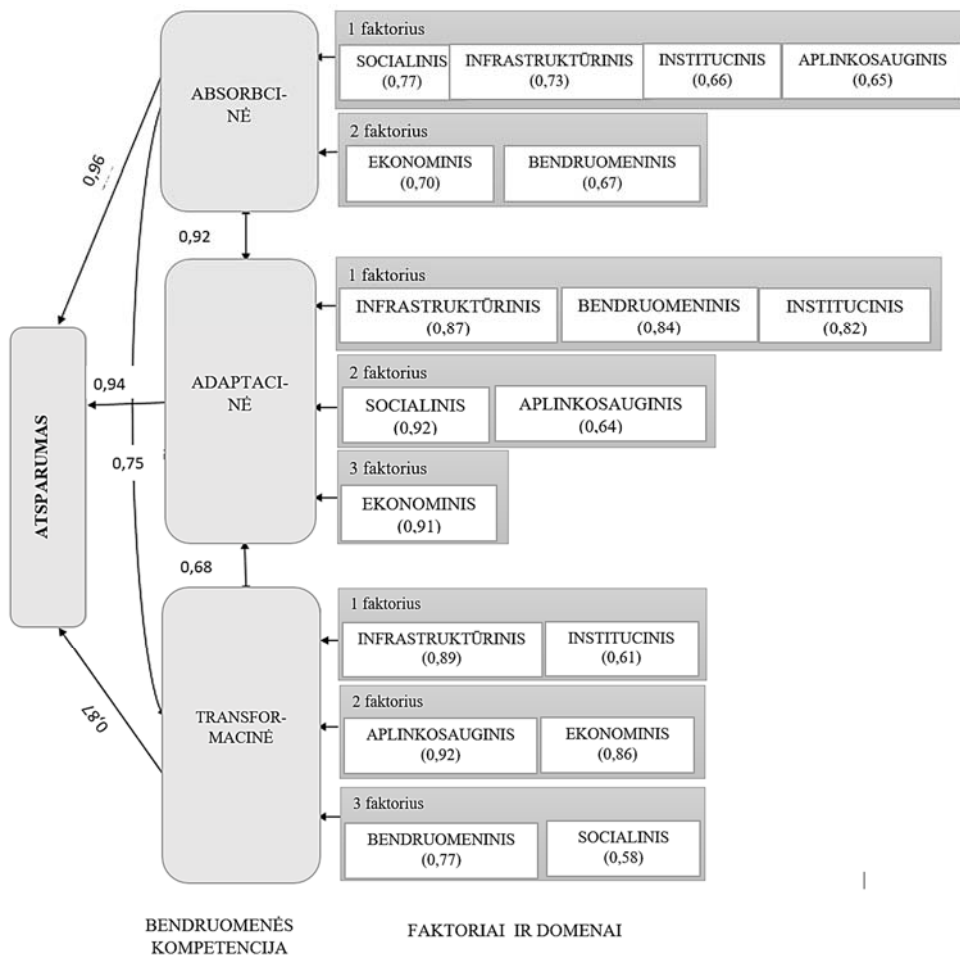 1 faktorius
SOCIALINIS
(0,77)
INFRASTRUKTŪRINIS
(0,73)
INSTITUCINIS
(0,66)
APLINKOSAUGINIS
(0,65)
ABSORBCI-
NĖ
2 faktorius
EKONOMINIS
(0,70)
BENDRUOMENINIS
(0,67)
0,96
0,92
1 faktorius
INFRASTRUKTŪRINIS
(0,87)
BENDRUOMENINIS
(0,84)
INSTITUCINIS
(0,82)
ADAPTACI-
NĖ
2 faktorius
SOCIALINIS
(0,92)
APLINKOSAUGINIS
(0,64)
0,94
0,75
ATSPARUMAS
3 faktorius
EKONOMINIS
(0,91)
0,68
1 faktorius
INFRASTRUKTŪRINIS
(0,89)
INSTITUCINIS
(0,61)
TRANSFOR-
MACINĖ
2 faktorius
APLINKOSAUGINIS
(0,92)
EKONOMINIS
(0,86)
0,87
3 faktorius
BENDRUOMENINIS
(0,77)
SOCIALINIS
(0,58)
BENDRUOMENĖS
KOMPETENCIJA
FAKTORIAI IR DOMENAI